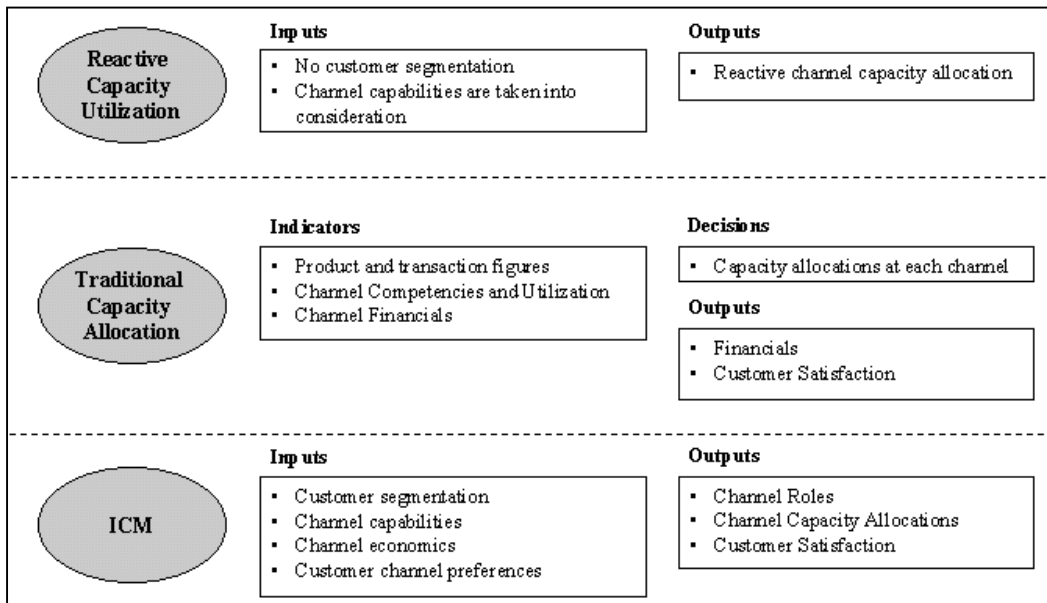 Reactive
Capacity
Utilization
Inputs
▪ No customer segmentation
▪ Channel capabilities are taken into
consideration
Outputs
▪ Reactive channel capacity allocation
Traditional
Capacity
Allocation
Indicators
▪ Product and transaction figures
▪ Channel Competencies and Utilization
▪ Channel Financials
Decisions
▪ Capacity allocations at each channel
Outputs
▪ Financials
▪ Customer Satisfaction
ICM
Inputs
▪ Customer segmentation
▪ Channel capabilities
▪ Channel economics
▪ Customer channel preferences
Outputs
▪ Channel Roles
▪ Channel Capacity Allocations
▪ Customer Satisfaction